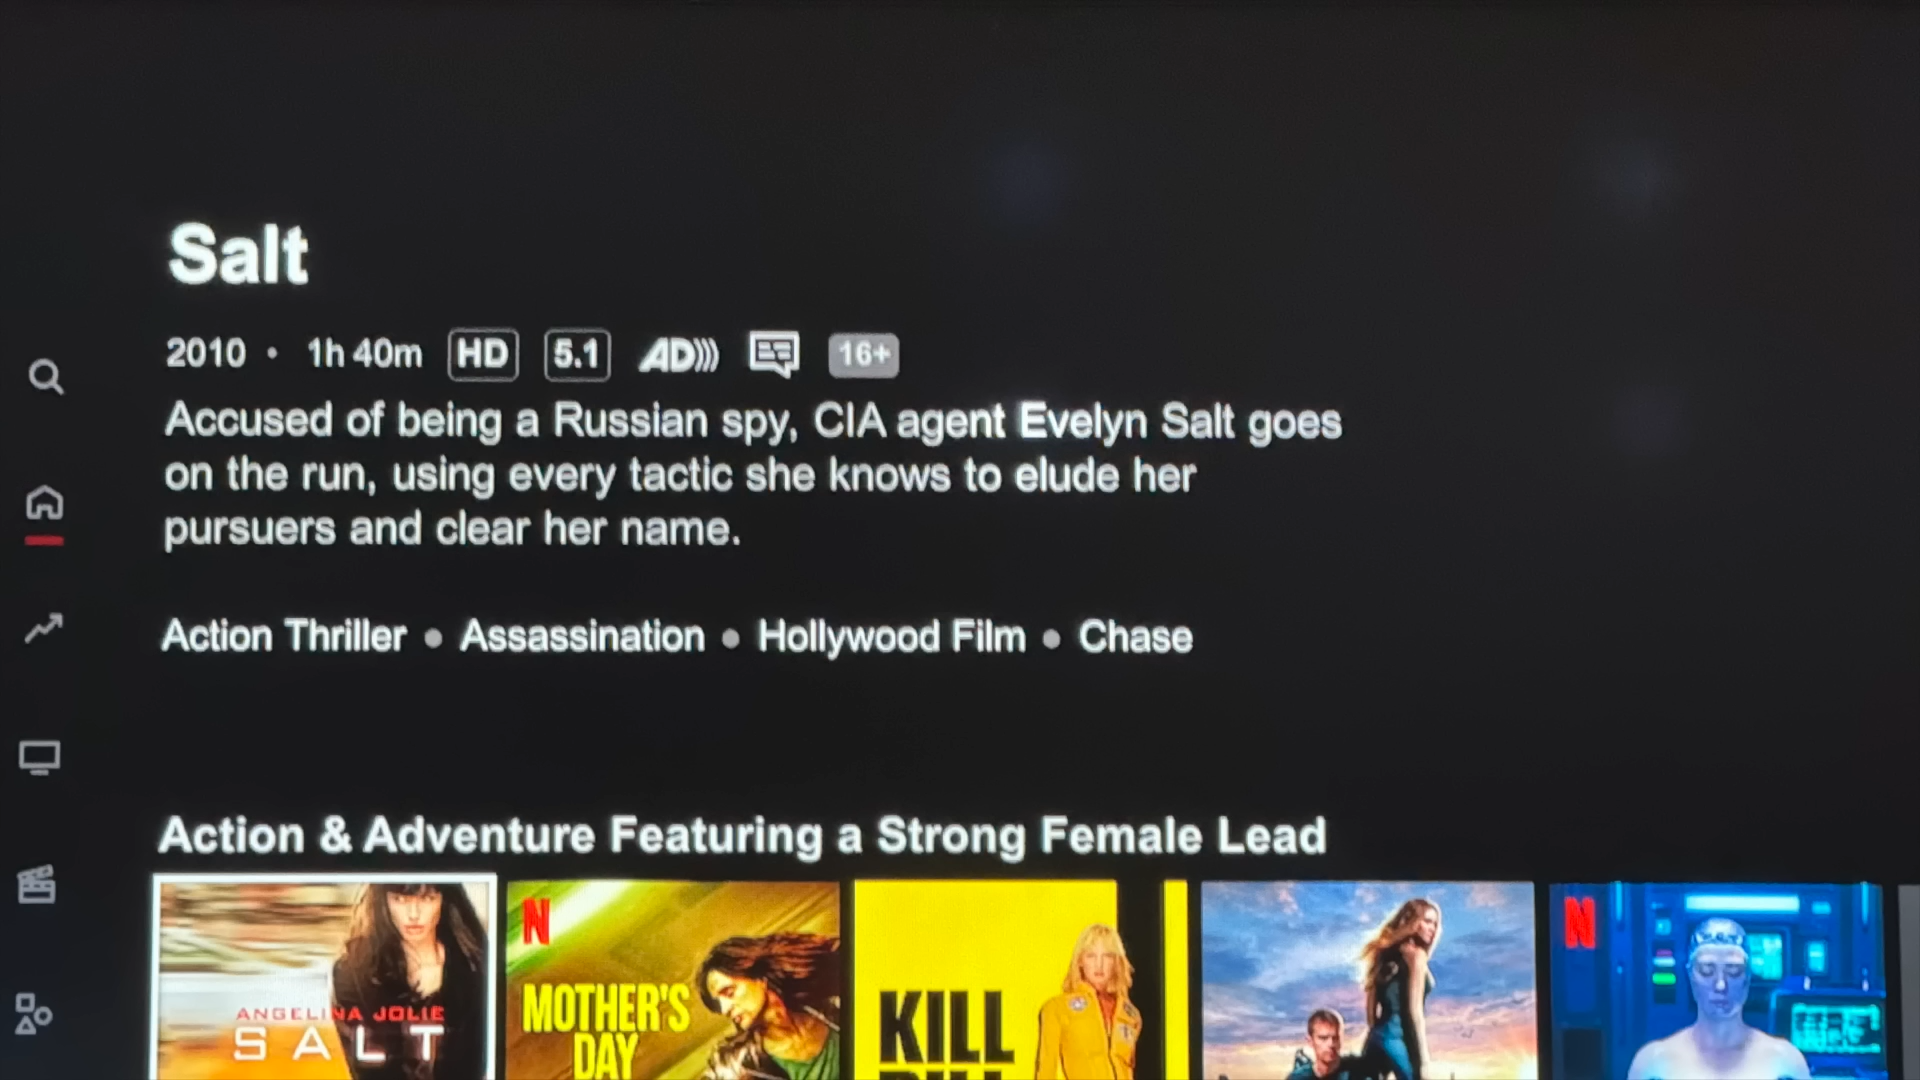 Salt
2010 • 1h 40m HD 5.1 AD))) 16+
Accused of being a Russian spy, CIA agent Evelyn Salt goes
on the run, using every tactic she knows to elude her
pursuers and clear her name.
Action Thriller • Assassination • Hollywood Film • Chase
Action & Adventure Featuring a Strong Female Lead
ANGELINA JOLIE
SALT
N
MOTHER'S
DAY
KILL
BILL
N